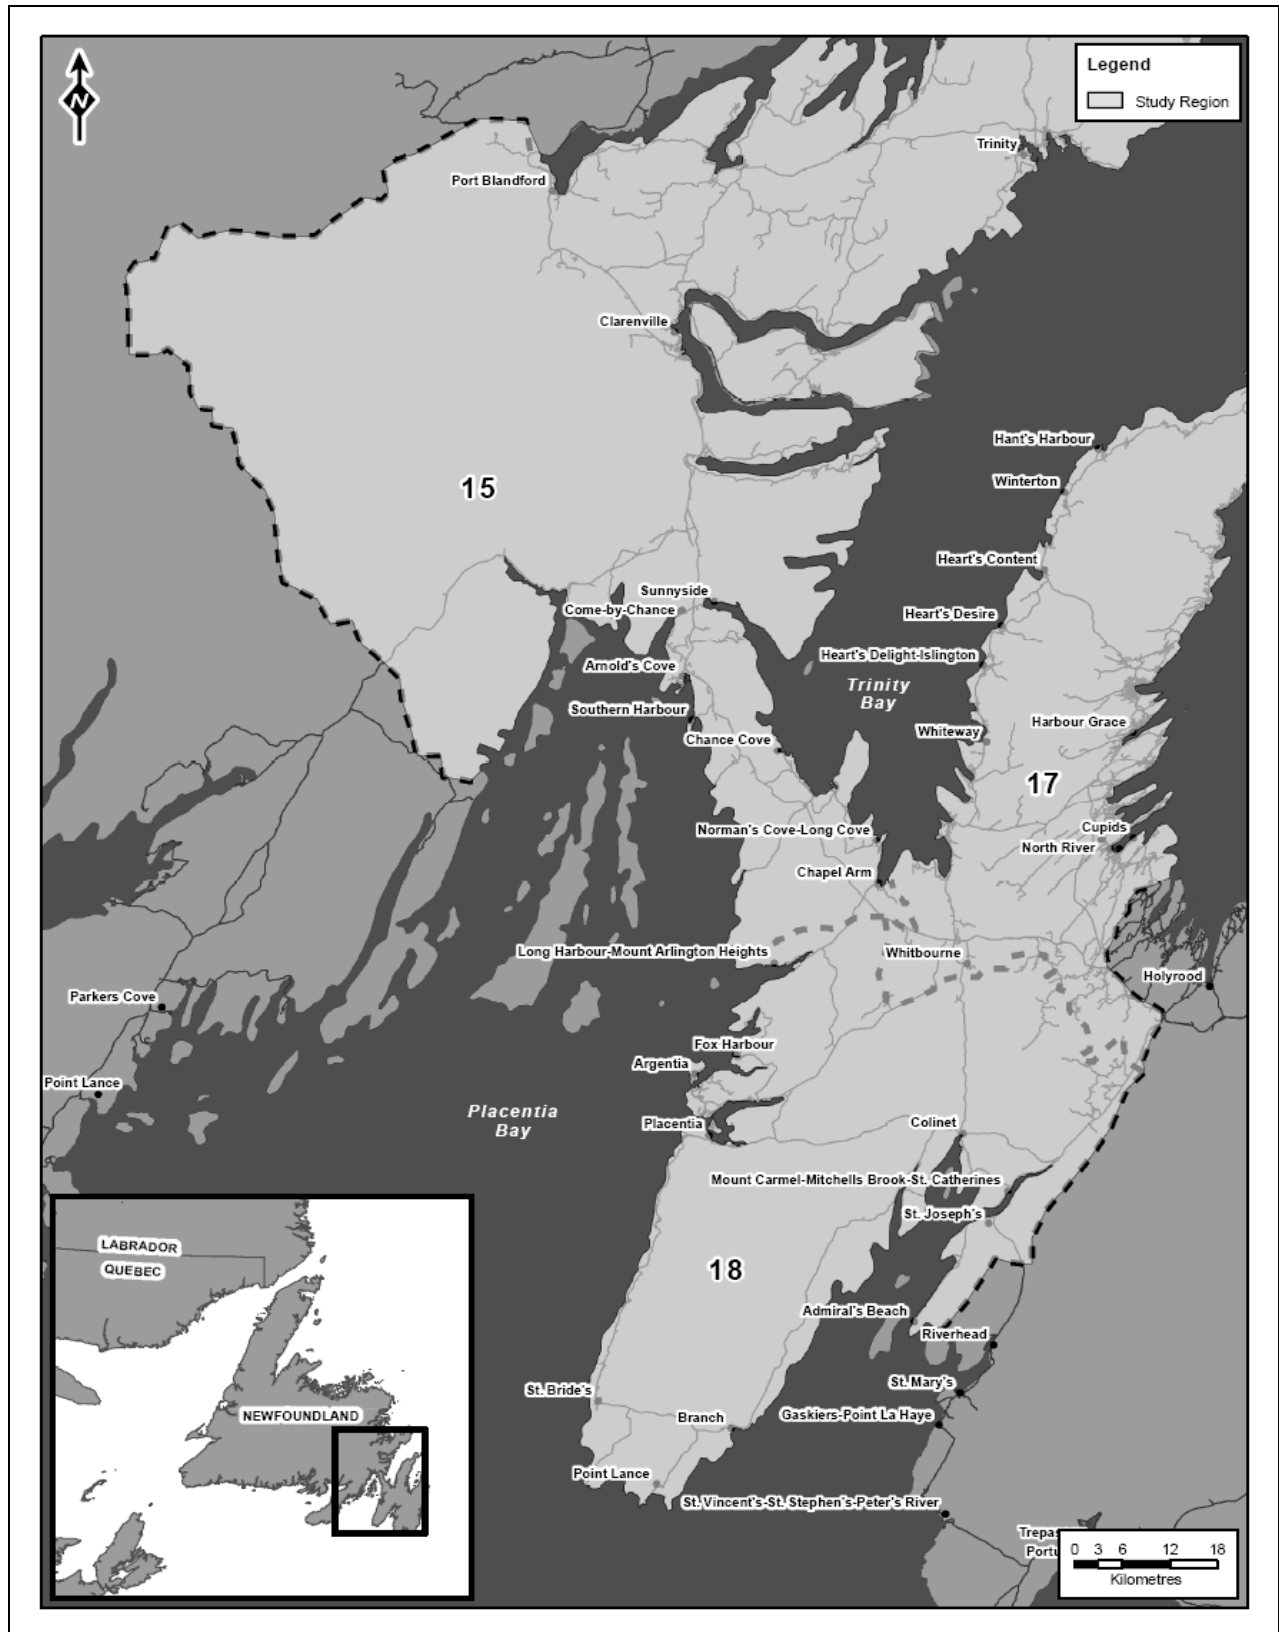 N
Legend
Study Region
Trinity
Port Blandford
Clarenville
Hant's Harbour
Winterton
15
Heart's Content
Sunnyside
Come-by-Chance
Heart's Desire
Heart's Delight-Islington
Arnold's Cove
Trinity
Bay
Southern Harbour
Harbour Grace
Whiteway
Chance Cove
17
Norman's Cove-Long Cove
Cupids
North River
Chapel Arm
Long Harbour-Mount Arlington Heights
Whitbourne
Holyrood
Parkers Cove
Fox Harbour
Argentia
Point Lance
Placentia
Bay
Placentia
Colinet
Mount Carmel-Mitchells Brook-St. Catherines
St. Joseph's
LABRADOR
QUEBEC
18
Admiral's Beach
Riverhead
St. Bride's
St. Mary's
NEWFOUNDLAND
Branch
Gaskiers-Point La Haye
Point Lance
St. Vincent's-St. Stephen's-Peter's River
0 3 6 12 18
Kilometres